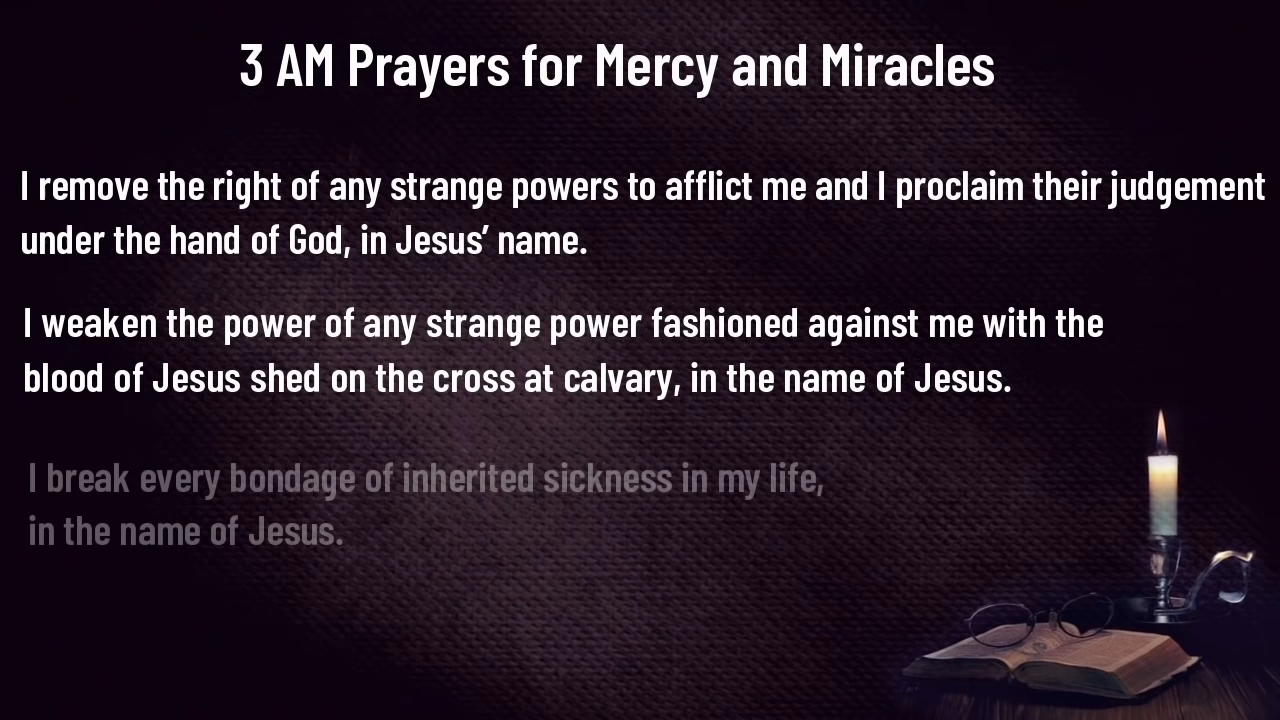 3 AM Prayers for Mercy and Miracles
I remove the right of any strange powers to afflict me and I proclaim their judgement
under the hand of God, in Jesus’ name.
I weaken the power of any strange power fashioned against me with the
blood of Jesus shed on the cross at calvary, in the name of Jesus.
I break every bondage of inherited sickness in my life,
in the name of Jesus.